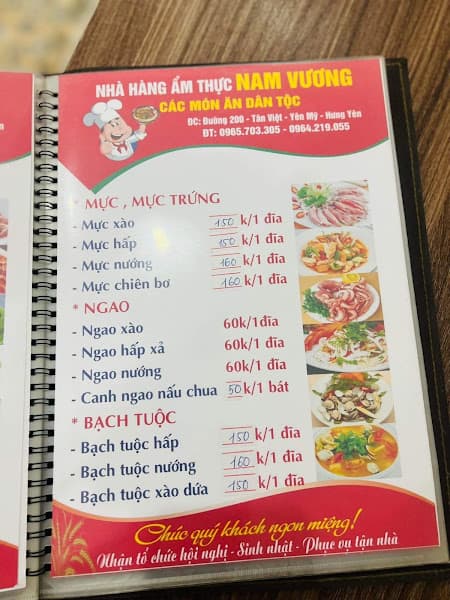 NHÀ HÀNG ẨM THỰC NAM VƯƠNG
CÁC MÓN ĂN DÂN TỘC
ĐC: Đường 200 - Tân Việt - Yên Mỹ - Hưng Yên
ĐT: 0965.703.305 - 0964.219.055
* MỰC , MỰC TRỨNG
- Mực xào 150 k/1 đĩa
- Mực hấp 150 k/1 đĩa
- Mực nướng 160 k/1 đĩa
- Mực chiên bơ 160 k/1 đĩa
* NGAO
- Ngao xào 60k/1đĩa
- Ngao hấp xả 60k/1 đĩa
- Ngao nướng 60k/1 đĩa
- Canh ngao nấu chua 50 k/1 bát
* BẠCH TUỘC
- Bạch tuộc hấp 150 k/1 đĩa
- Bạch tuộc nướng 160 k/1 đĩa
- Bạch tuộc xào dứa 150 k/1 đĩa
Chúc quý khách ngon miệng!
Nhận tổ chức hội nghị - Sinh nhật - Phục vụ tận nhà